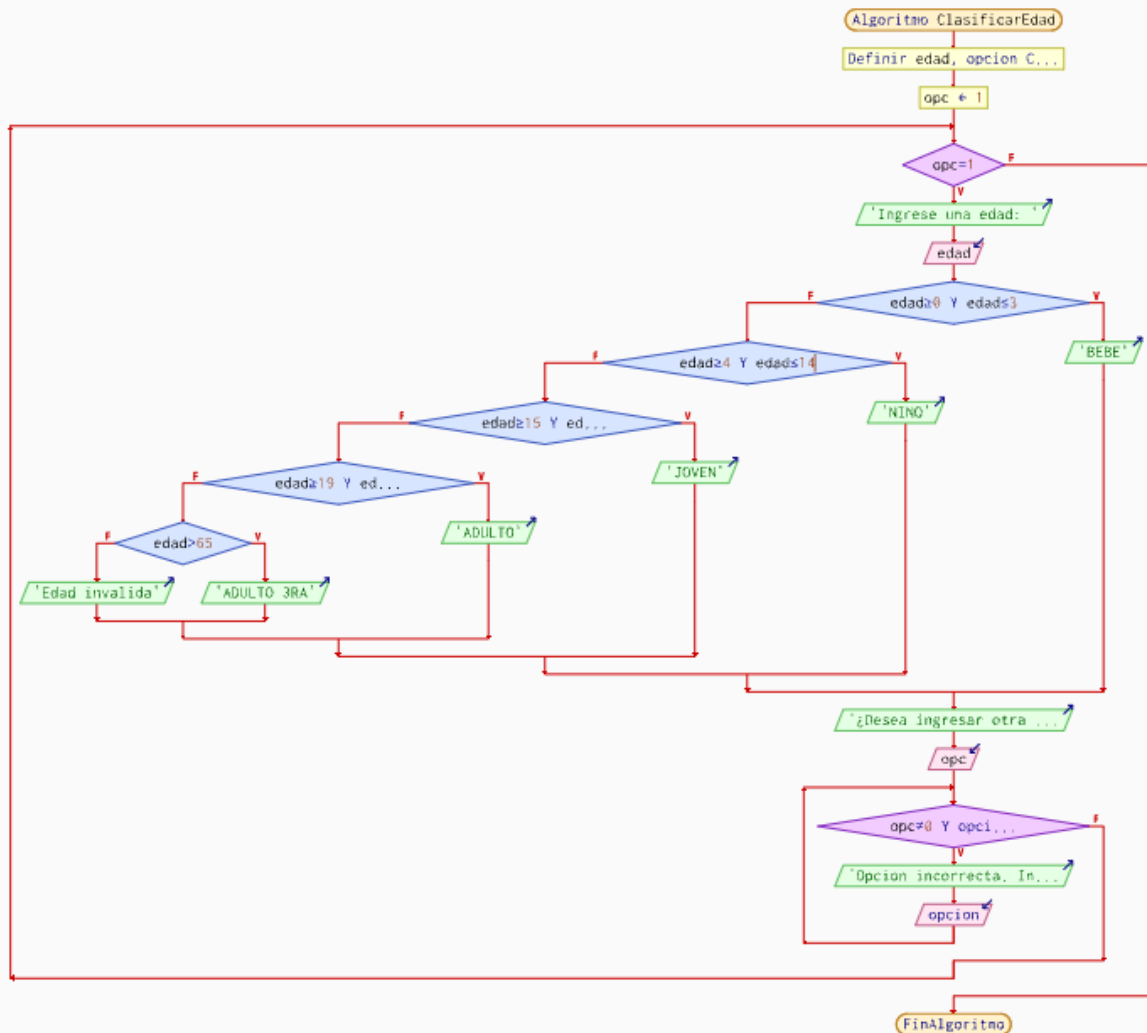 Algoritmo ClasificarEdad
Definir edad, opcion C...
opc ← 1
opc=1
F
V
'Ingrese una edad: '
edad
F
edad≥0 Y edad≤3
V
'BEBE'
F
edad≥4 Y edad≤14
V
'NINO'
F
edad≥15 Y ed...
V
'JOVEN'
F
edad≥19 Y ed...
V
'ADULTO'
F
edad>65
V
'Edad invalida'
'ADULTO 3RA'
'¿Desea ingresar otra ...
opc
opc≠0 Y opci...
F
V
'Opcion incorrecta. In...
opcion
FinAlgoritmo